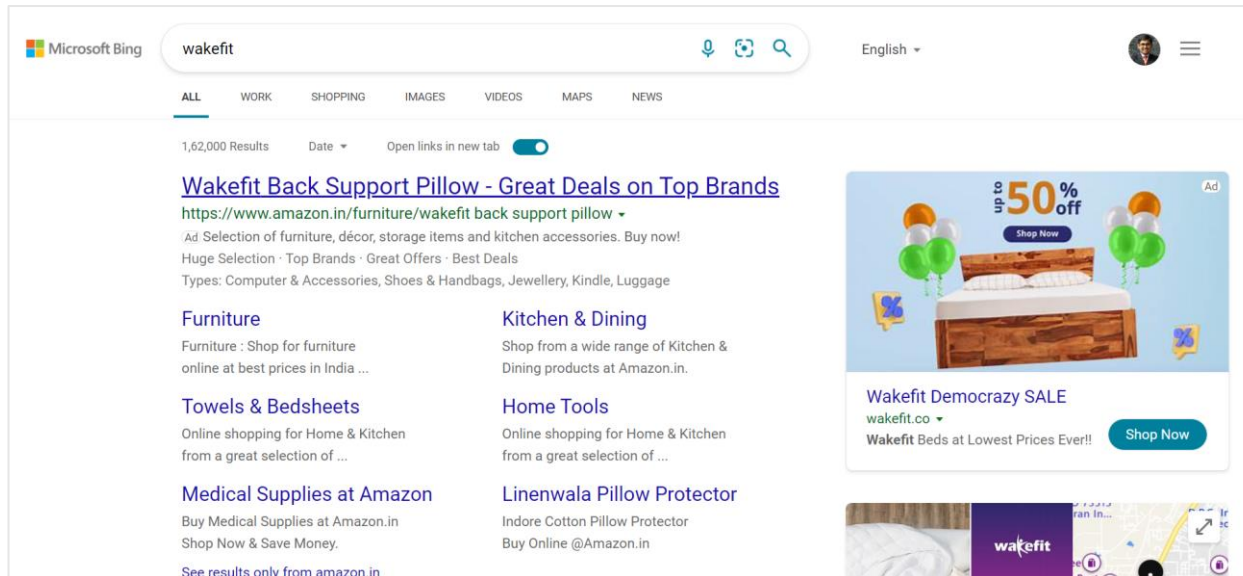 Microsoft Bing
wakefit
English
ALL WORK SHOPPING IMAGES VIDEOS MAPS NEWS
1,62,000 Results Date Open links in new tab
Wakefit Back Support Pillow - Great Deals on Top Brands
https://www.amazon.in/furniture/wakefit back support pillow
Ad Selection of furniture, décor, storage items and kitchen accessories. Buy now!
Huge Selection · Top Brands · Great Offers · Best Deals
Types: Computer & Accessories, Shoes & Handbags, Jewellery, Kindle, Luggage
Furniture
Furniture : Shop for furniture
online at best prices in India ...
Kitchen & Dining
Shop from a wide range of Kitchen &
Dining products at Amazon.in.
Towels & Bedsheets
Online shopping for Home & Kitchen
from a great selection of ...
Home Tools
Online shopping for Home & Kitchen
from a great selection of ...
Medical Supplies at Amazon
Buy Medical Supplies at Amazon.in
Shop Now & Save Money.
Linenwala Pillow Protector
Indore Cotton Pillow Protector
Buy Online @Amazon.in
See results only from amazon.in
Ad
up to 50% off
Shop Now
%
%
Wakefit Democrazy SALE
wakefit.co
Wakefit Beds at Lowest Prices Ever!!
Shop Now
wakefit